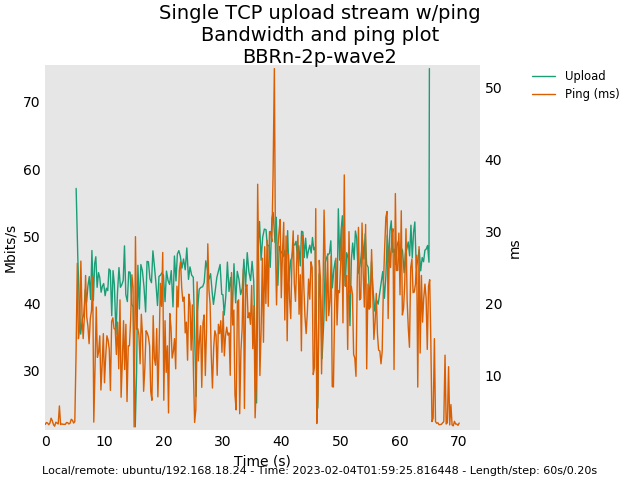 Single TCP upload stream w/ping
Bandwidth and ping plot
BBRn-2p-wave2
Upload
Ping (ms)
Mbits/s
70
60
50
40
30
50
40
30
20
10
ms
0 10 20 30 40 50 60 70
Time (s)
Local/remote: ubuntu/192.168.18.24 - Time: 2023-02-04T01:59:25.816448 - Length/step: 60s/0.20s